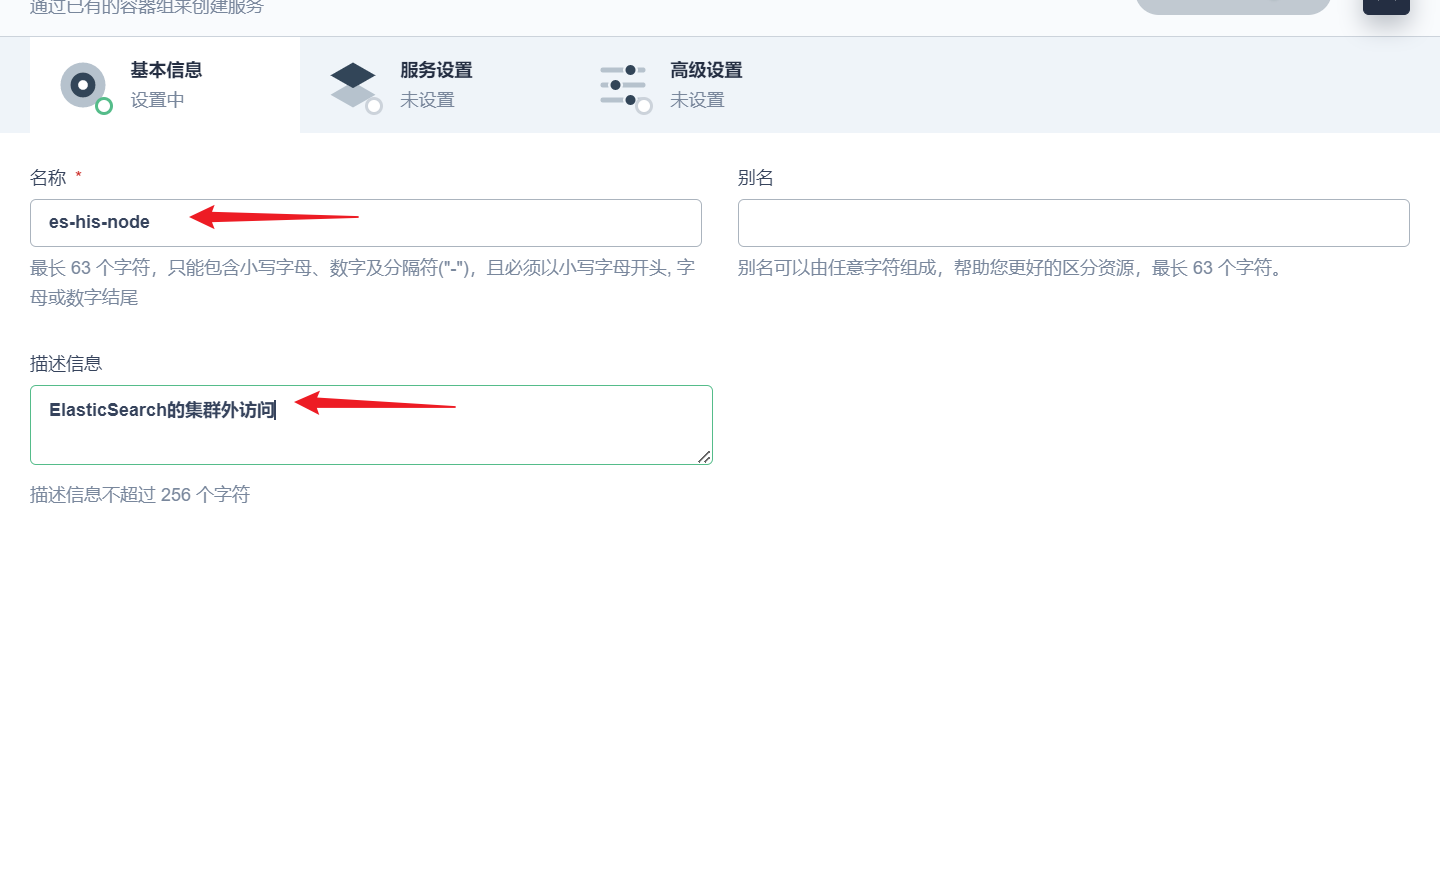 通过已有的容器组来创建服务
基本信息
设置中
服务设置
未设置
高级设置
未设置
名称 *
es-his-node
最长 63 个字符，只能包含小写字母、数字及分隔符("-")，且必须以小写字母开头, 字
母或数字结尾
别名
别名可以由任意字符组成，帮助您更好的区分资源，最长 63 个字符。
描述信息
ElasticSearch的集群外访问
描述信息不超过 256 个字符